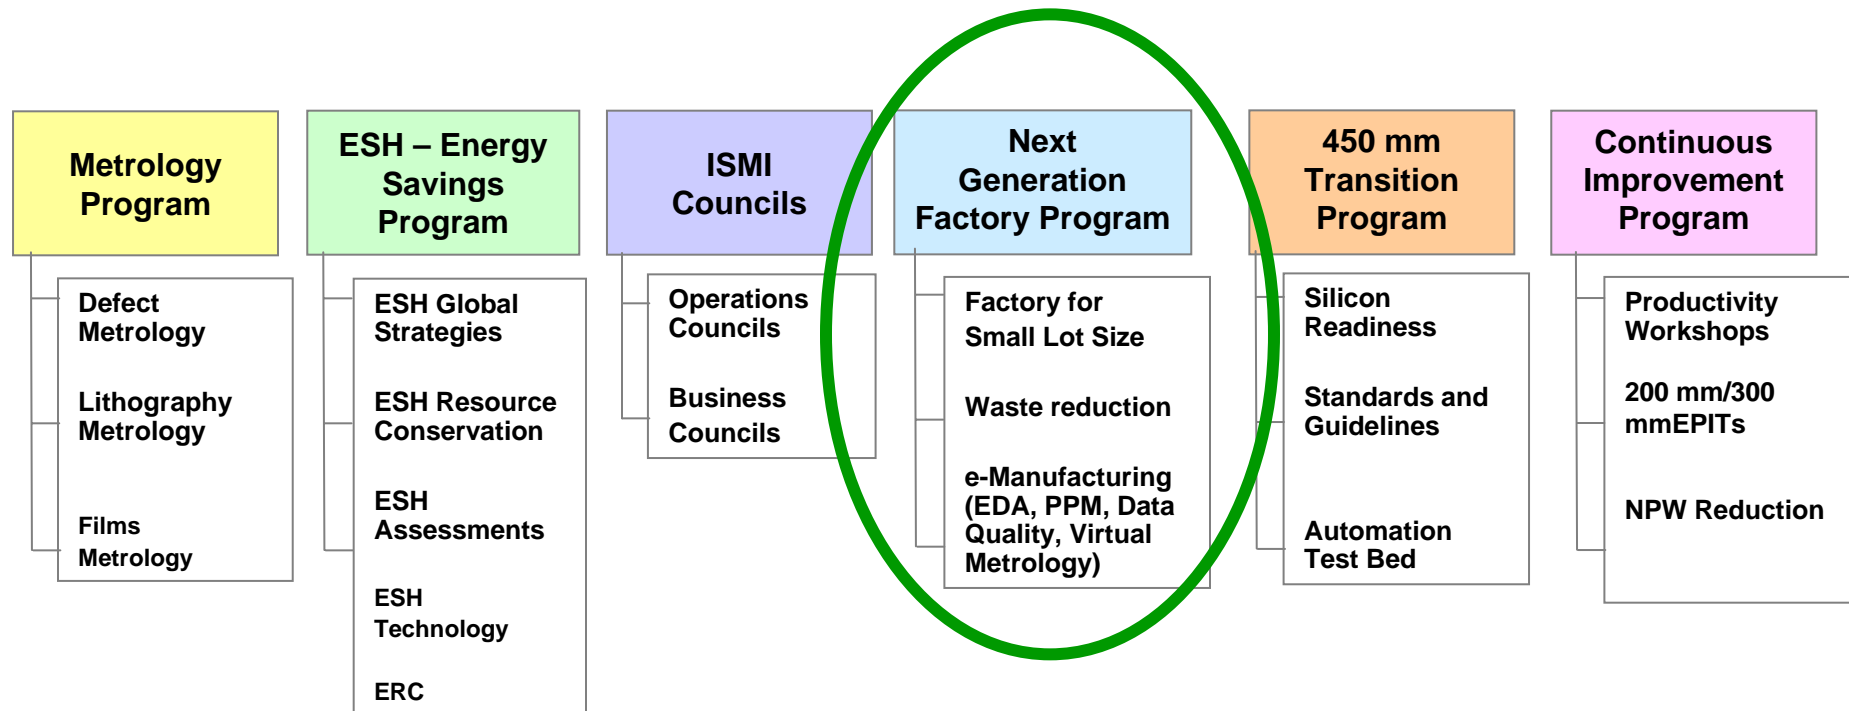 Metrology
Program
Defect
Metrology
Lithography
Metrology
Films
Metrology
ESH – Energy
Savings
Program
ESH Global
Strategies
ESH Resource
Conservation
ESH
Assessments
ESH
Technology
ERC
ISMI
Councils
Operations
Councils
Business
Councils
Next
Generation
Factory Program
Factory for
Small Lot Size
Waste reduction
e-Manufacturing
(EDA, PPM, Data
Quality, Virtual
Metrology)
450 mm
Transition
Program
Silicon
Readiness
Standards and
Guidelines
Automation
Test Bed
Continuous
Improvement
Program
Productivity
Workshops
200 mm/300
mmEPITs
NPW Reduction